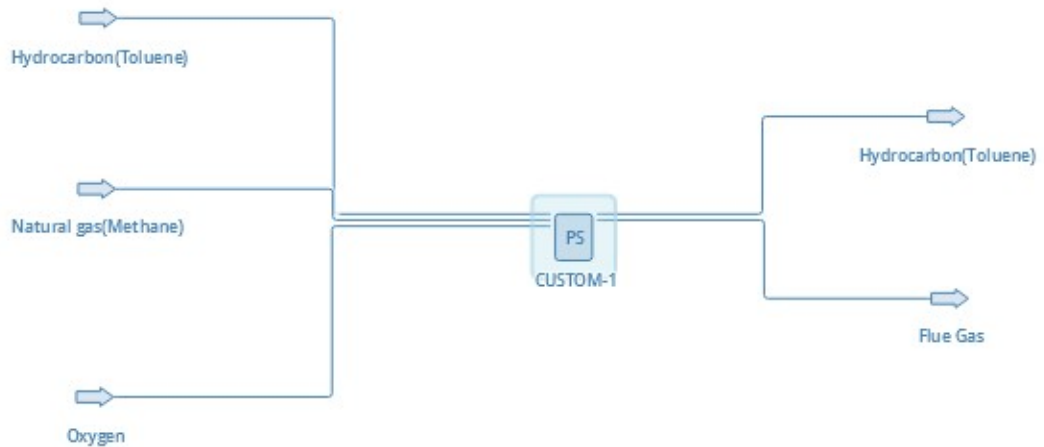 Hydrocarbon(Toluene)
Hydrocarbon(Toluene)
Natural gas(Methane)
PS
CUSTOM-1
Flue Gas
Oxygen